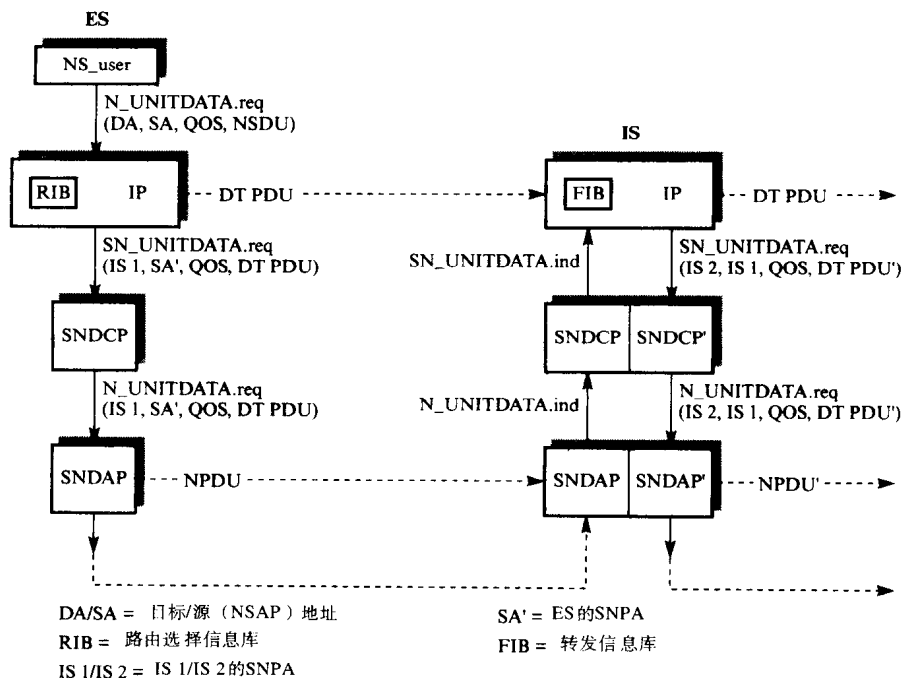 ES
NS_user
N_UNITDATA.req
(DA, SA, QOS, NSDU)
IS
RIB IP DT PDU
FIB IP DT PDU
SN_UNITDATA.req
(IS 1, SA', QOS, DT PDU)
SN_UNITDATA.ind
SN_UNITDATA.req
(IS 2, IS 1, QOS, DT PDU')
SNDCP
SNDCP SNDCP'
N_UNITDATA.req
(IS 1, SA', QOS, DT PDU)
N_UNITDATA.ind
N_UNITDATA.req
(IS 2, IS 1, QOS, DT PDU')
SNDAP NPDU
SNDAP SNDAP' NPDU'
DA/SA = 目标/源（NSAP）地址
RIB = 路由选择信息库
IS 1/IS 2 = IS 1/IS 2的SNPA
SA' = ES的SNPA
FIB = 转发信息库